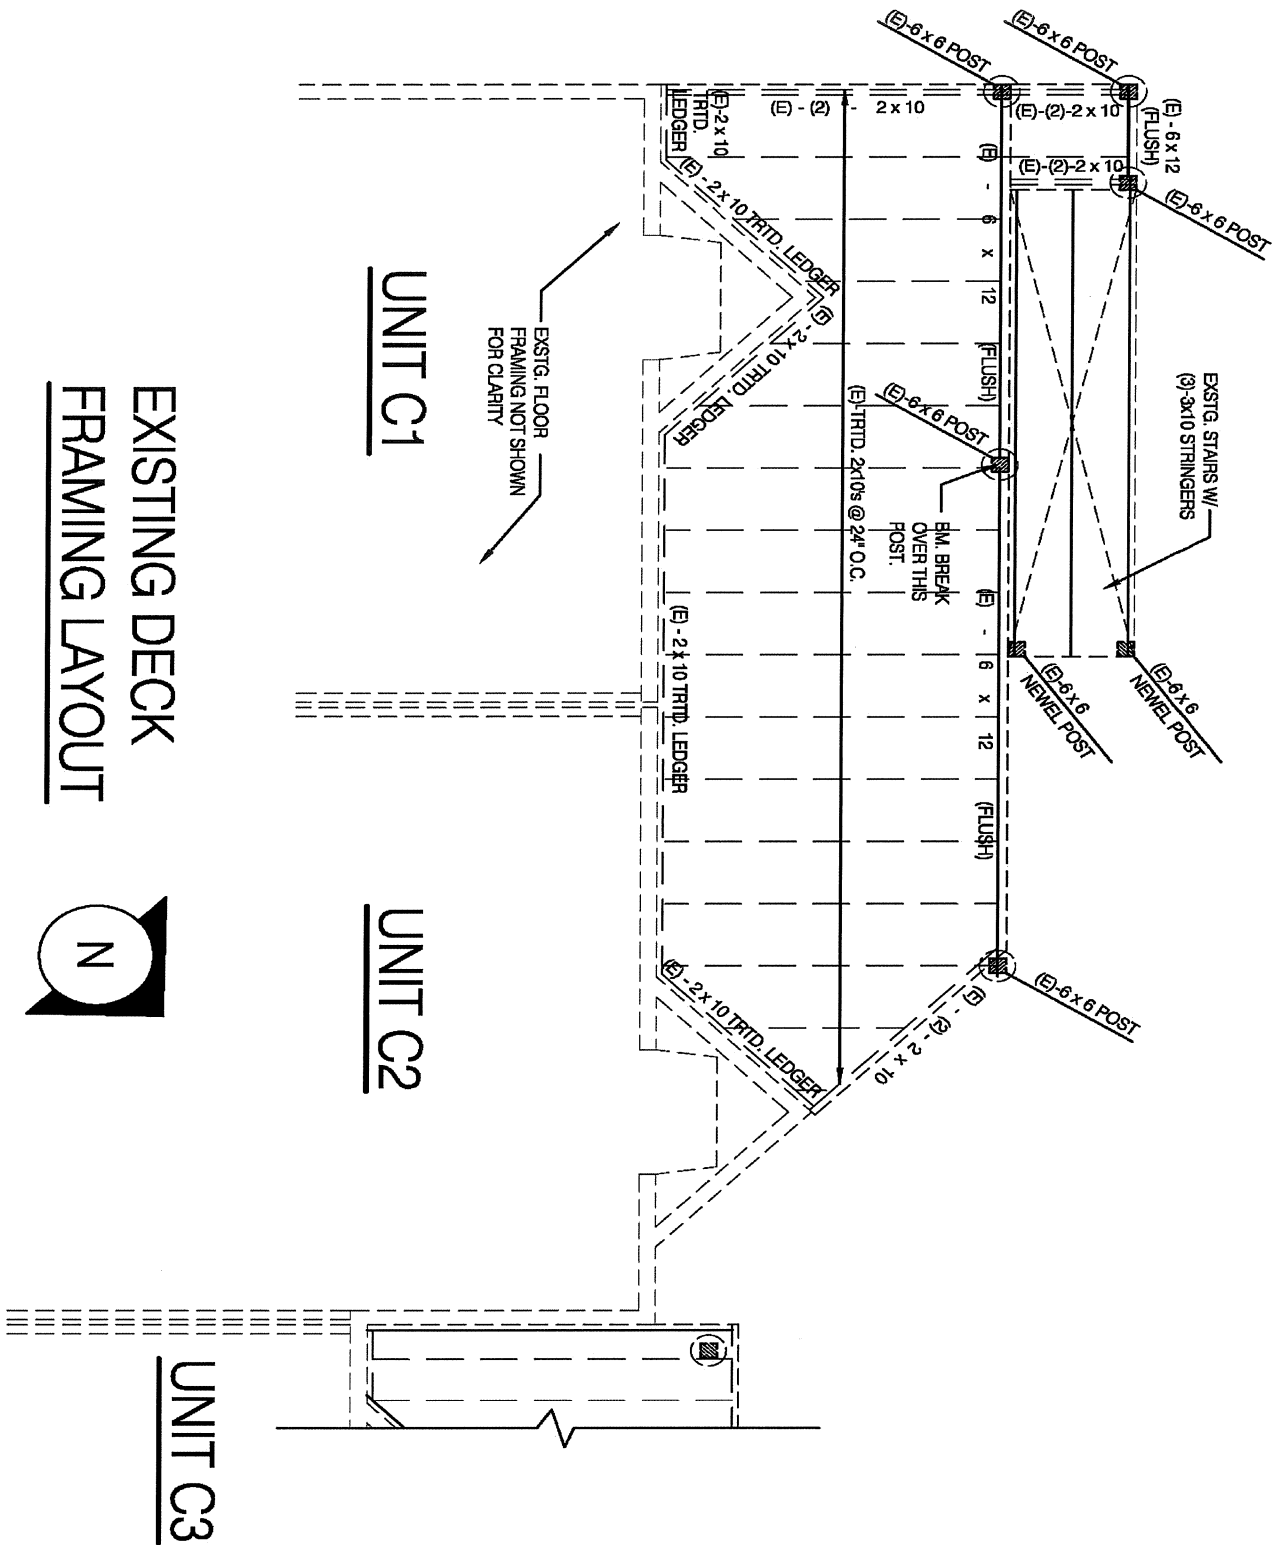 (E)-6 x 6 POST
(E)-6 x 6 POST
(E) - 6 x 12
(FLUSH)
(E)-(2)-2 x 10
(E)-(2)-2 x 10
(E)-6 x 6 POST
(E) - (2) - 2 x 10
(E)-2 x 10
TRTD.
LEDGER
(E) - 2 x 10 TRTD. LEDGER
(E) - 2 x 10 TRTD. LEDGER
(E) - 6 x 12 (FLUSH)
EXSTG. STAIRS W/
(3)-3x10 STRINGERS
(E)-6 x 6 POST
BM. BREAK
OVER THIS
POST.
(E)-TRTD. 2x10's @ 24" O.C.
(E)-6 x 6
NEWEL POST
(E)-6 x 6
NEWEL POST
(E) - 6 x 12 (FLUSH)
(E) - 2 x 10 TRTD. LEDGER
(E) - 2 x 10 TRTD. LEDGER
(E)-6 x 6 POST
(E) - (2) - 2 x 10
EXSTG. FLOOR
FRAMING NOT SHOWN
FOR CLARITY
UNIT C1
UNIT C2
UNIT C3
EXISTING DECK
FRAMING LAYOUT
N